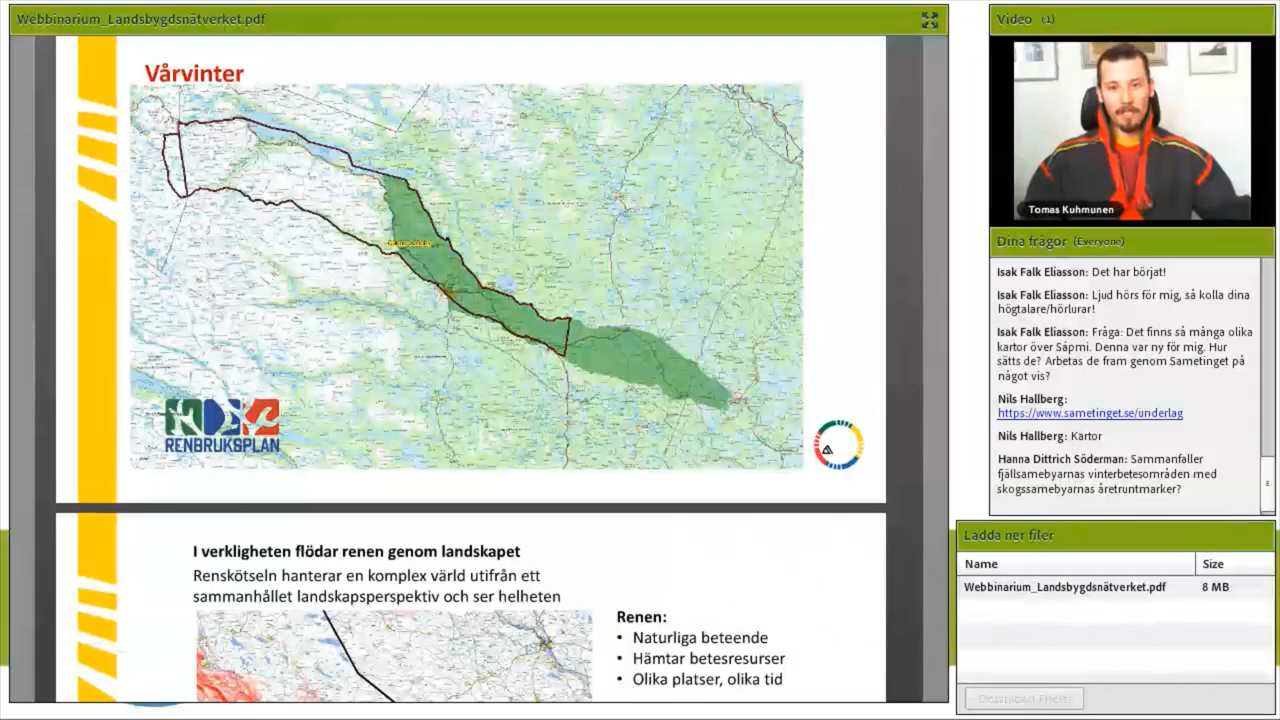 Webbinarium_Landsbygdsnätverket.pdf
Vårvinter
RENBRUKSPLAN
I verkligheten flödar renen genom landskapet
Renskötseln hanterar en komplex värld utifrån ett
sammanhållet landskapsperspektiv och ser helheten
Renen:
• Naturliga beteende
• Hämtar betesresurser
• Olika platser, olika tid
Video (1)
Tomas Kuhmunen
Dina frågor (Everyone)
Isak Falk Eliasson: Det har börjat!
Isak Falk Eliasson: Ljud hörs för mig, så kolla dina
högtalare/hörlurar!
Isak Falk Eliasson: Fråga: Det finns så många olika
kartor över Sápmi. Denna var ny för mig. Hur
sätts de? Arbetas de fram genom Sametinget på
något vis?
Nils Hallberg:
https://www.sametinget.se/underlag
Nils Hallberg: Kartor
Hanna Dittrich Söderman: Sammanfaller
fjällsamebyarnas vinterbetesområden med
skogssamebyarnas åretruntmarker?
Ladda ner filer
Name Size
Webbinarium_Landsbygdsnätverket.pdf 8 MB
Download File(s)